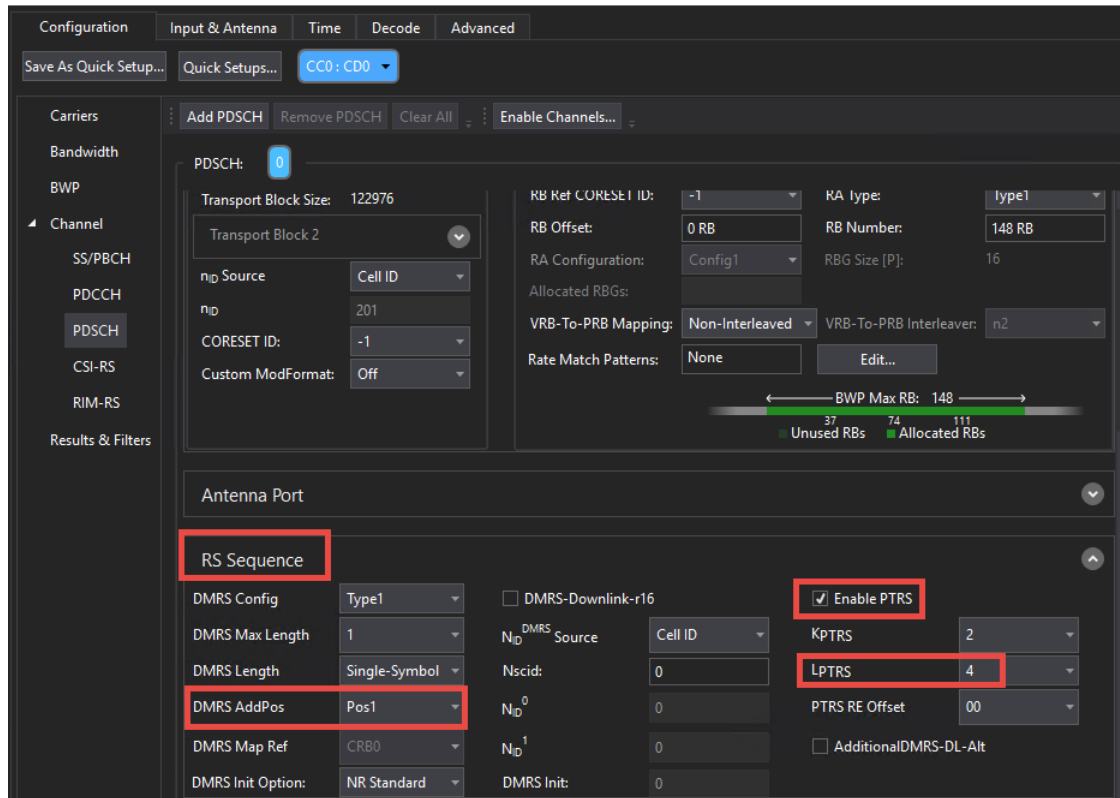 Configuration Input & Antenna Time Decode Advanced
Save As Quick Setup... Quick Setups... CC0 : CD0
Carriers
Bandwidth
BWP
Channel
SS/PBCH
PDCCH
PDSCH
CSI-RS
RIM-RS
Results & Filters
Add PDSCH Remove PDSCH Clear All Enable Channels...
PDSCH: 0
Transport Block Size: 122976
Transport Block 2
nID Source Cell ID
nID 201
CORESET ID: -1
Custom ModFormat: Off
RB Ref CORESET ID: -1 RA Type: Type1
RB Offset: 0 RB RB Number: 148 RB
RA Configuration: Config1 RBG Size [P]: 16
Allocated RBGs:
VRB-To-PRB Mapping: Non-Interleaved VRB-To-PRB Interleaver: n2
Rate Match Patterns: None Edit...
BWP Max RB: 148
37 74 111
Unused RBs Allocated RBs
Antenna Port
RS Sequence
DMRS Config Type1 DMRS-Downlink-r16 Enable PTRS
DMRS Max Length 1 NID^DMRS Source Cell ID KPTRS 2
DMRS Length Single-Symbol Nscid: 0 LPTRS 4
DMRS AddPos Pos1 NID^0 0 PTRS RE Offset 00
DMRS Map Ref CRB0 NID^1 0 AdditionalDMRS-DL-Alt
DMRS Init Option: NR Standard DMRS Init: 0